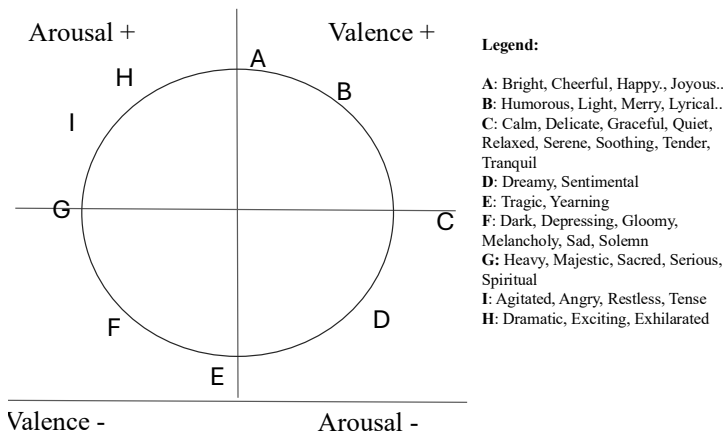 Arousal +
Valence +
A
H
B
I
G
C
F
D
E
Valence -
Arousal -
Legend:
A: Bright, Cheerful, Happy., Joyous..
B: Humorous, Light, Merry, Lyrical..
C: Calm, Delicate, Graceful, Quiet,
Relaxed, Serene, Soothing, Tender,
Tranquil
D: Dreamy, Sentimental
E: Tragic, Yearning
F: Dark, Depressing, Gloomy,
Melancholy, Sad, Solemn
G: Heavy, Majestic, Sacred, Serious,
Spiritual
I: Agitated, Angry, Restless, Tense
H: Dramatic, Exciting, Exhilarated